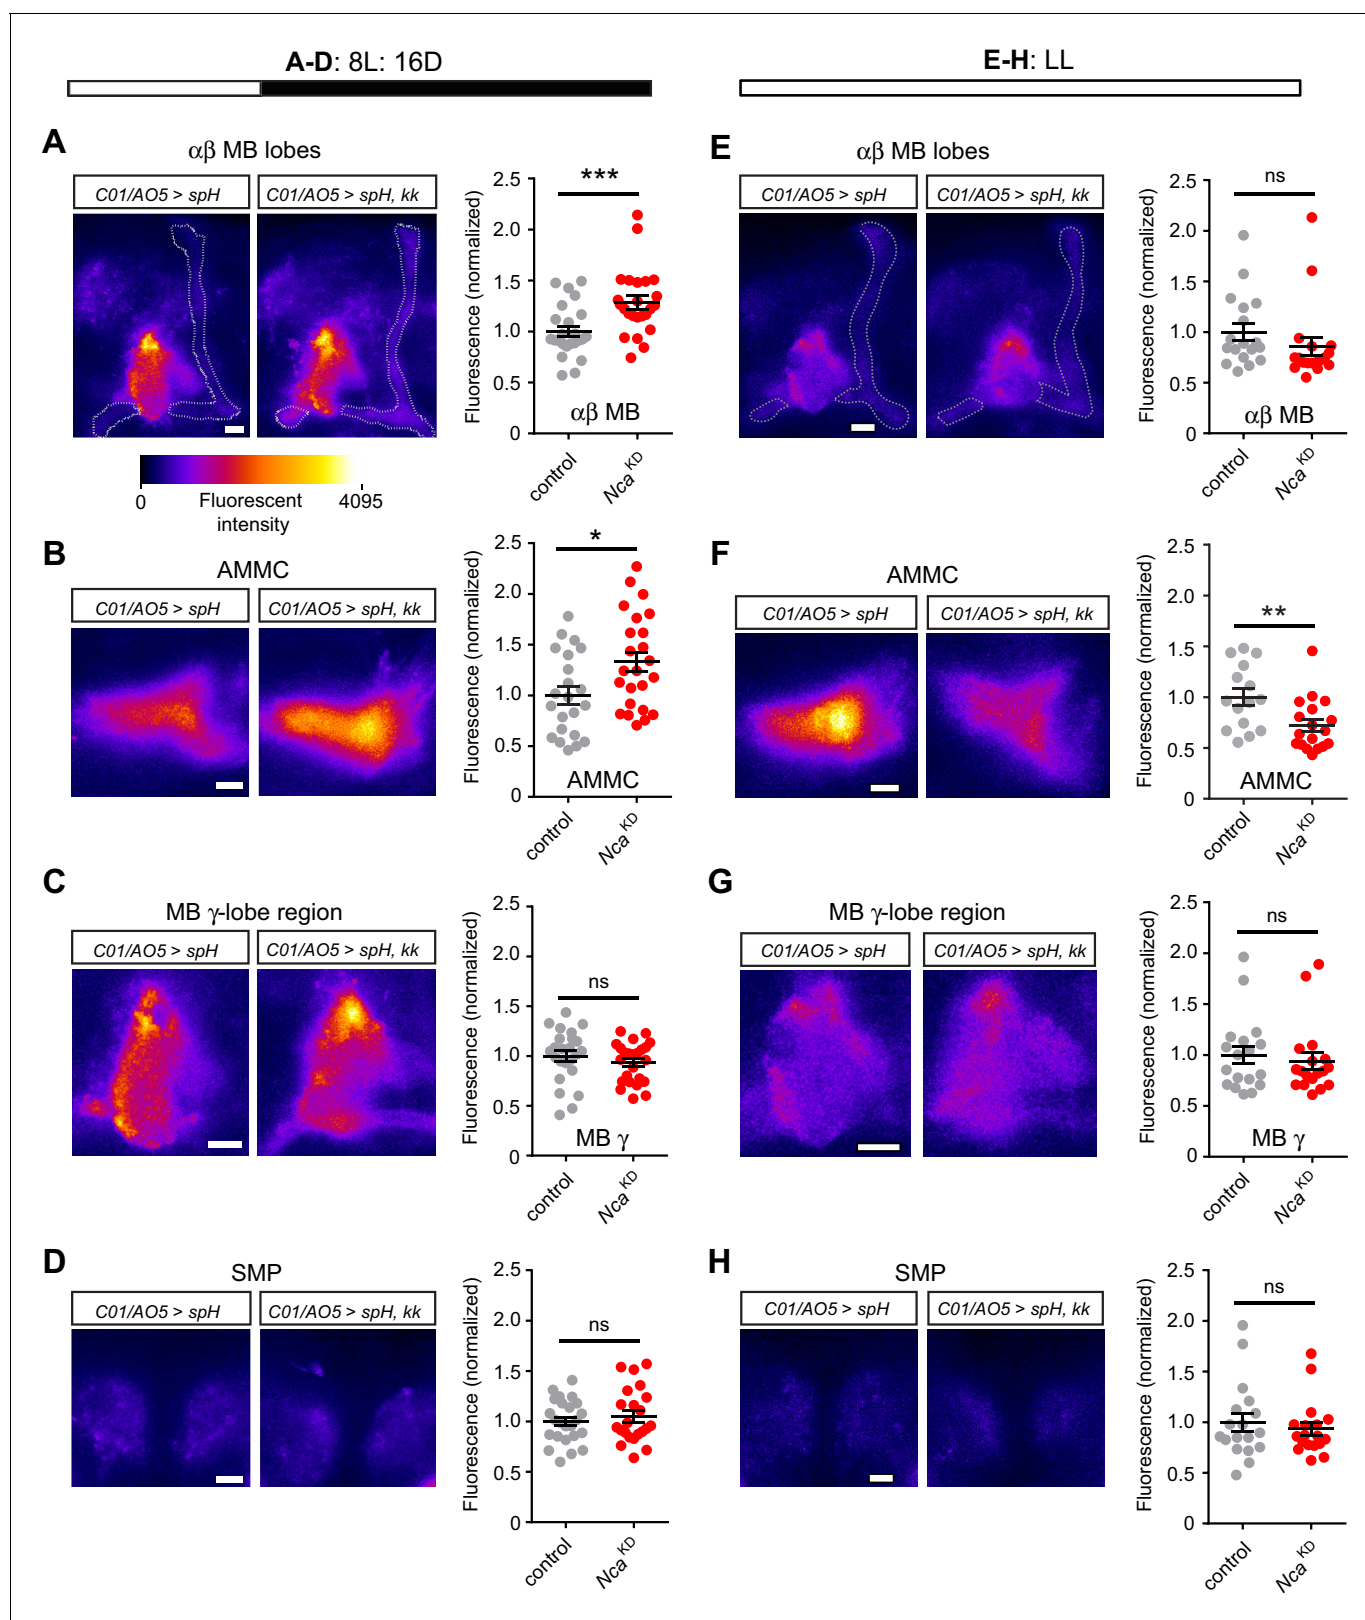 A-D: 8L: 16D
E-H: LL
A
αβ MB lobes
C01/AO5 > spH
C01/AO5 > spH, kk
Fluorescence (normalized)
2.5
2.0
1.5
1.0
0.5
0
***
αβ MB
control
Nca KD
0
Fluorescent intensity
4095
B
AMMC
C01/AO5 > spH
C01/AO5 > spH, kk
Fluorescence (normalized)
2.5
2.0
1.5
1.0
0.5
0
*
AMMC
control
Nca KD
C
MB γ-lobe region
C01/AO5 > spH
C01/AO5 > spH, kk
Fluorescence (normalized)
2.5
2.0
1.5
1.0
0.5
0
ns
MB γ
control
Nca KD
D
SMP
C01/AO5 > spH
C01/AO5 > spH, kk
Fluorescence (normalized)
2.5
2.0
1.5
1.0
0.5
0
ns
control
Nca KD
E
αβ MB lobes
C01/AO5 > spH
C01/AO5 > spH, kk
Fluorescence (normalized)
2.5
2.0
1.5
1.0
0.5
0
ns
αβ MB
control
Nca KD
F
AMMC
C01/AO5 > spH
C01/AO5 > spH, kk
Fluorescence (normalized)
2.5
2.0
1.5
1.0
0.5
0
**
AMMC
control
Nca KD
G
MB γ-lobe region
C01/AO5 > spH
C01/AO5 > spH, kk
Fluorescence (normalized)
2.5
2.0
1.5
1.0
0.5
0
ns
MB γ
control
Nca KD
H
SMP
C01/AO5 > spH
C01/AO5 > spH, kk
Fluorescence (normalized)
2.5
2.0
1.5
1.0
0.5
0
ns
control
Nca KD